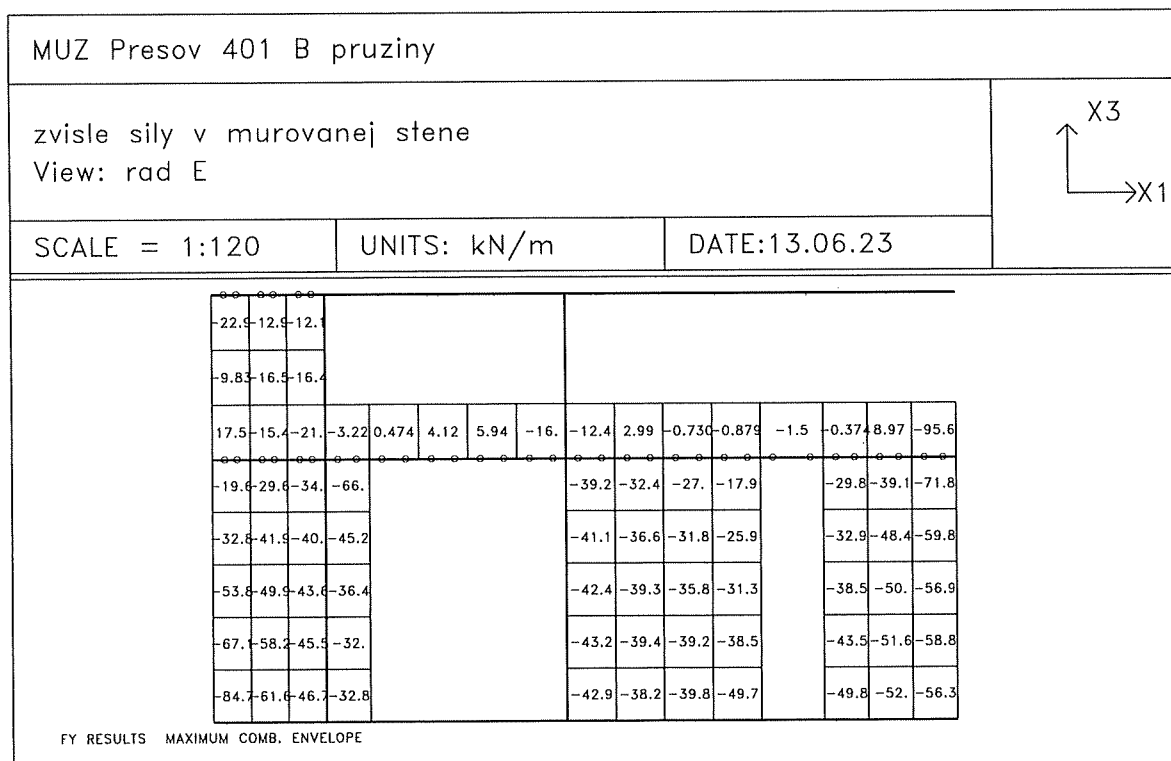 MUZ Presov 401 B pruziny
zvisle sily v murovanej stene
View: rad E
X3
X1
SCALE = 1:120 UNITS: kN/m DATE:13.06.23
-22.9 -12.9 -12.1
-9.83 -16.5 -16.4
17.5 -15.4 -21. -3.22 0.474 4.12 5.94 -16. -12.4 2.99 -0.730 -0.879 -1.5 -0.374 8.97 -95.6
-19.6 -29.6 -34. -66. -39.2 -32.4 -27. -17.9 -29.8 -39.1 -71.8
-32.8 -41.9 -40. -45.2 -41.1 -36.6 -31.8 -25.9 -32.9 -48.4 -59.8
-53.8 -49.9 -43.6 -36.4 -42.4 -39.3 -35.8 -31.3 -38.5 -50. -56.9
-67.1 -58.2 -45.5 -32. -43.2 -39.4 -39.2 -38.5 -43.5 -51.6 -58.8
-84.7 -61.6 -46.7 -32.8 -42.9 -38.2 -39.8 -49.7 -49.8 -52. -56.3
FY RESULTS MAXIMUM COMB. ENVELOPE